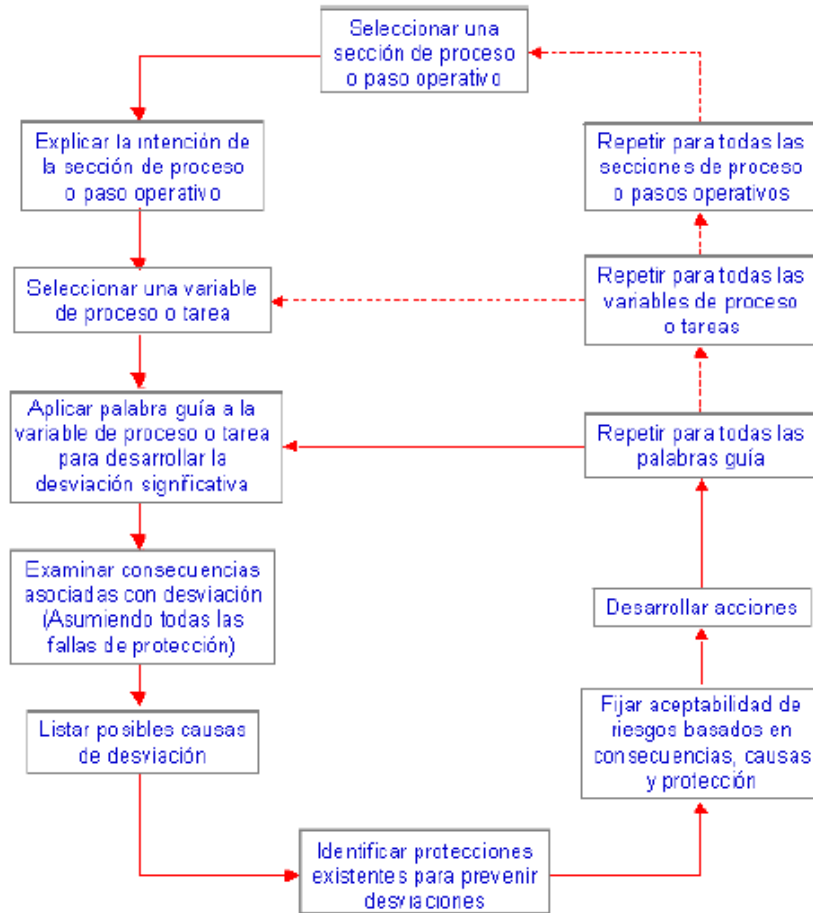 Seleccionar una
sección de proceso
o paso operativo
Explicar la intención de
la sección de proceso
o paso operativo
Seleccionar una variable
de proceso o tarea
Aplicar palabra guía a la
variable de proceso o tarea
para desarrollar la
desviación significativa
Examinar consecuencias
asociadas con desviación
(Asumiendo todas las
fallas de protección)
Listar posibles causas
de desviación
Identificar protecciones
existentes para prevenir
desviaciones
Fijar aceptabilidad de
riesgos basados en
consecuencias, causas
y protección
Desarrollar acciones
Repetir para todas las
palabras guía
Repetir para todas las
variables de proceso
o tareas
Repetir para todas las
secciones de proceso
o pasos operativos